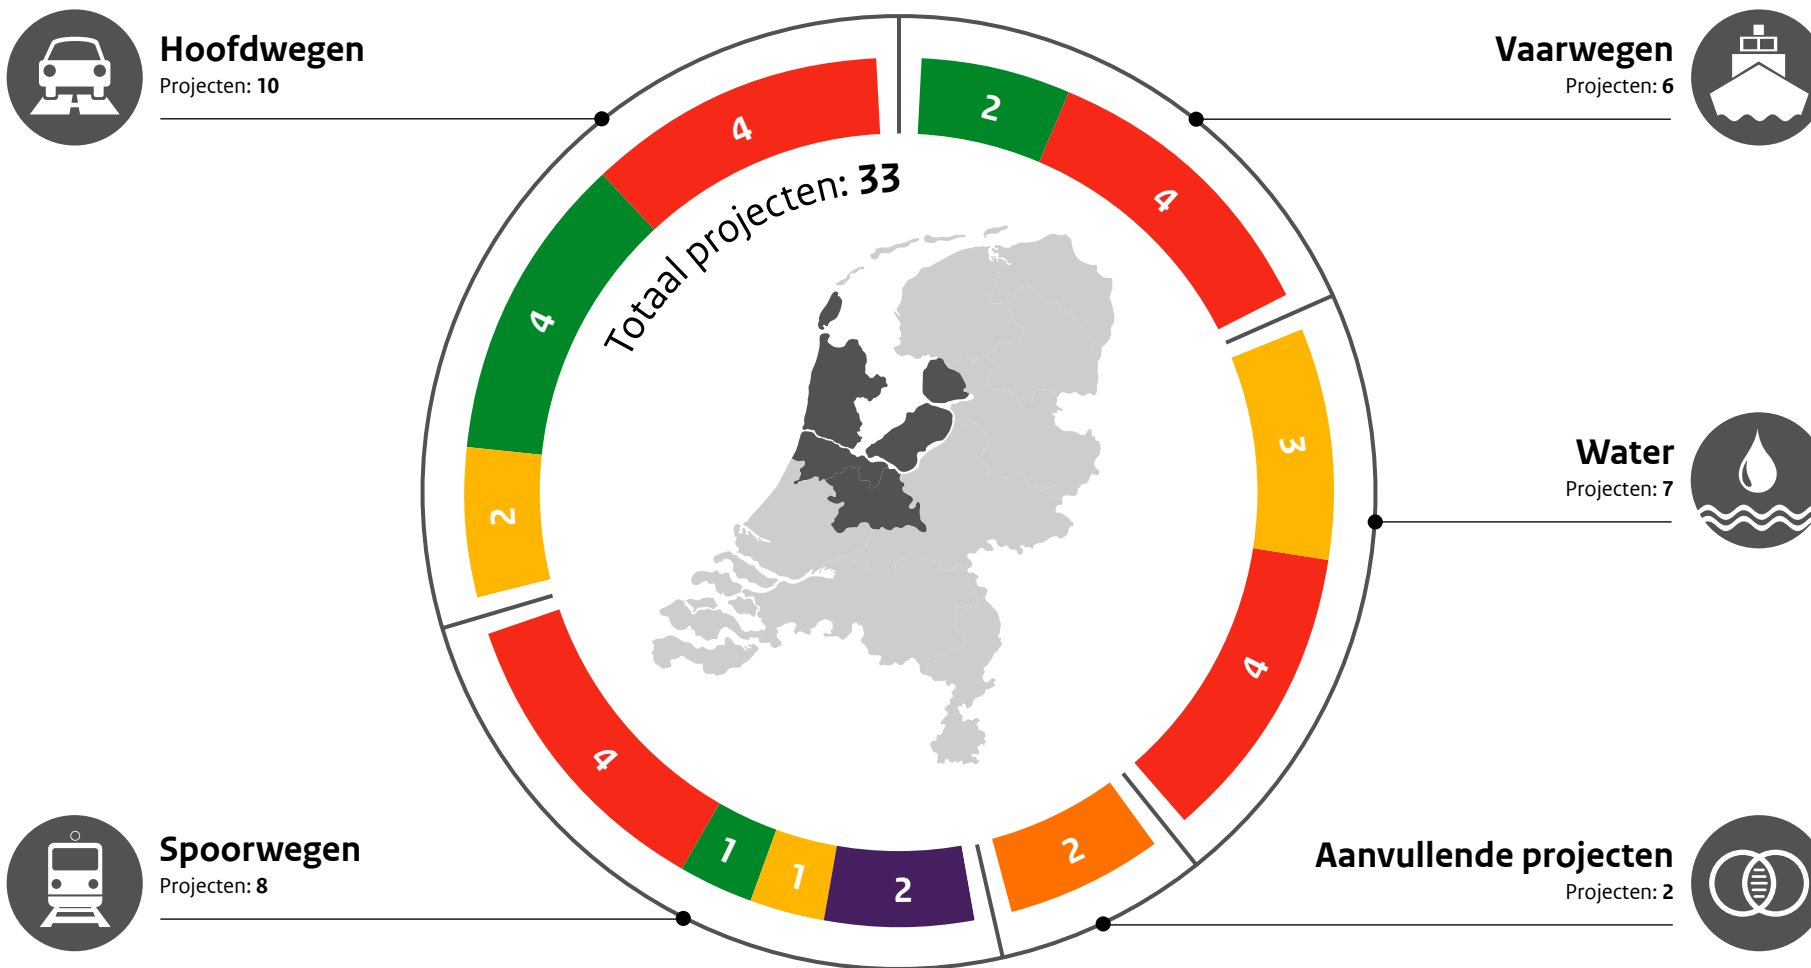 Hoofdwegen
Projecten: 10
Vaarwegen
Projecten: 6
4
2
4
Totaal projecten: 33
4
2
3
4
Water
Projecten: 7
Spoorwegen
Projecten: 8
4
1
1
2
2
Aanvullende projecten
Projecten: 2